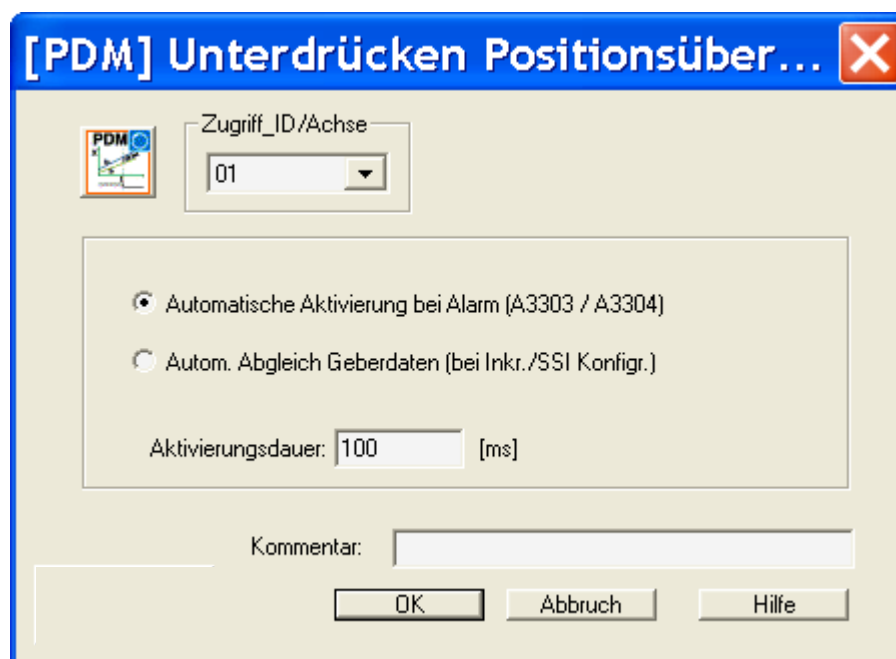 [PDM] Unterdrücken Positionsüber...
PDM
Zugriff_ID/Achse
01
Automatische Aktivierung bei Alarm (A3303 / A3304)
Autom. Abgleich Geberdaten (bei Inkr./SSI Konfigr.)
Aktivierungsdauer: 100 [ms]
Kommentar:
OK Abbruch Hilfe